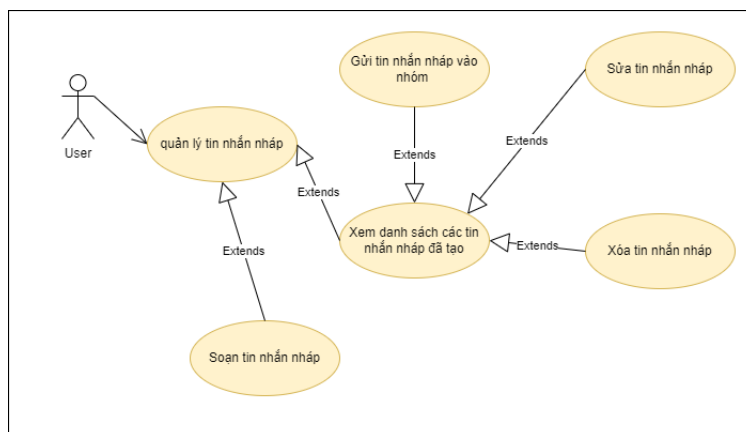 Gửi tin nhắn nháp vào
nhóm
Sửa tin nhắn nháp
User
quản lý tin nhắn nháp
Extends
Extends
Extends
Xem danh sách các tin
nhắn nháp đã tạo
Extends
Xóa tin nhắn nháp
Extends
Soạn tin nhắn nháp